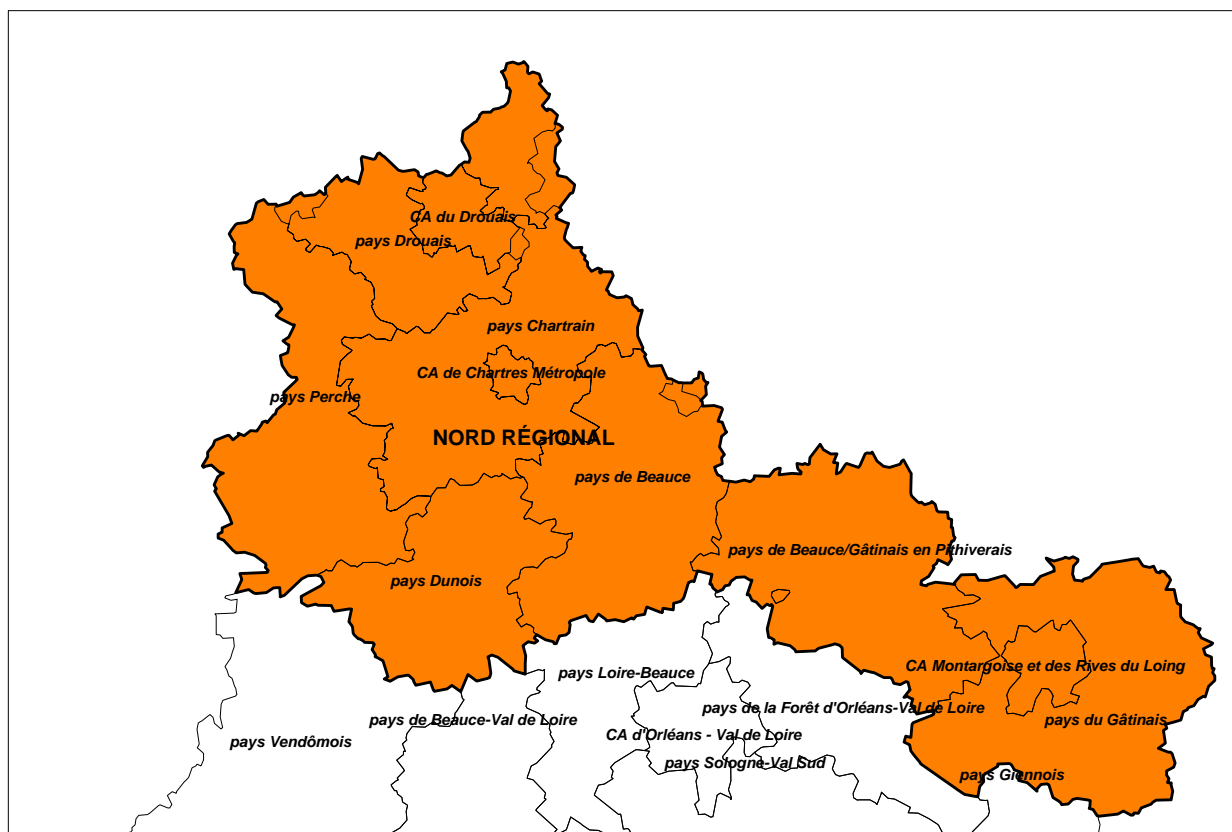 CA du Drouais
pays Drouais
pays Chartrain
CA de Chartres Métropole
pays Perche
NORD RÉGIONAL
pays de Beauce
pays de Beauce/Gâtinais en Pithiverais
pays Dunois
CA Montargoise et des Rives du Loing
pays Loire-Beauce
pays de la Forêt d'Orléans-Val de Loire
pays de Beauce-Val de Loire
pays du Gâtinais
CA d'Orléans - Val de Loire
pays Vendômois
pays Sologne-Val Sud
pays Giennois